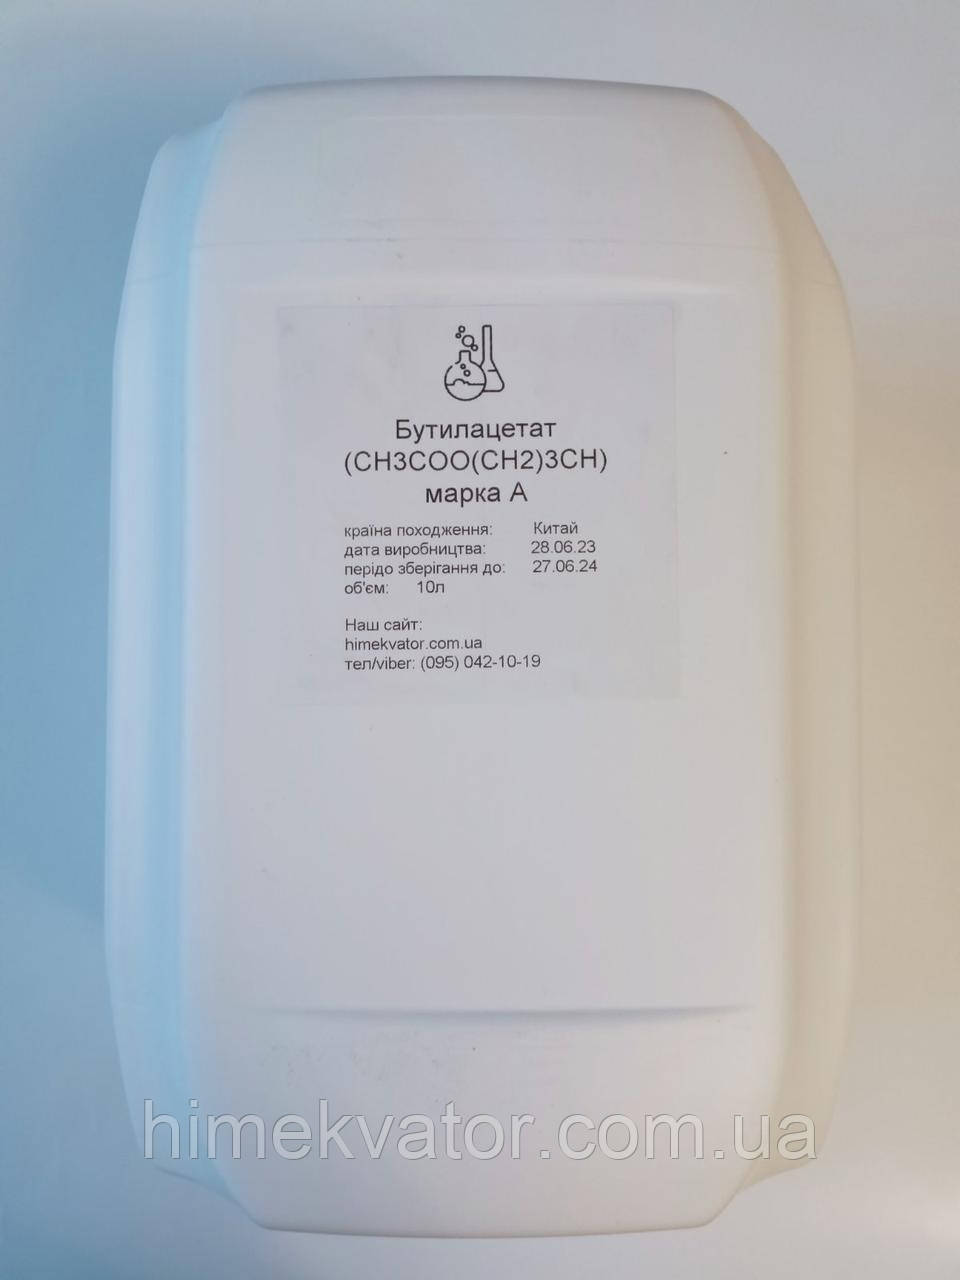 Бутилацетат
(CH3COO(CH2)3CH)
марка А
країна походження: Китай
дата виробництва: 28.06.23
перідо зберігання до: 27.06.24
об'єм: 10л
Наш сайт:
himekvator.com.ua
тел/viber: (095) 042-10-19
himekvator.com.ua